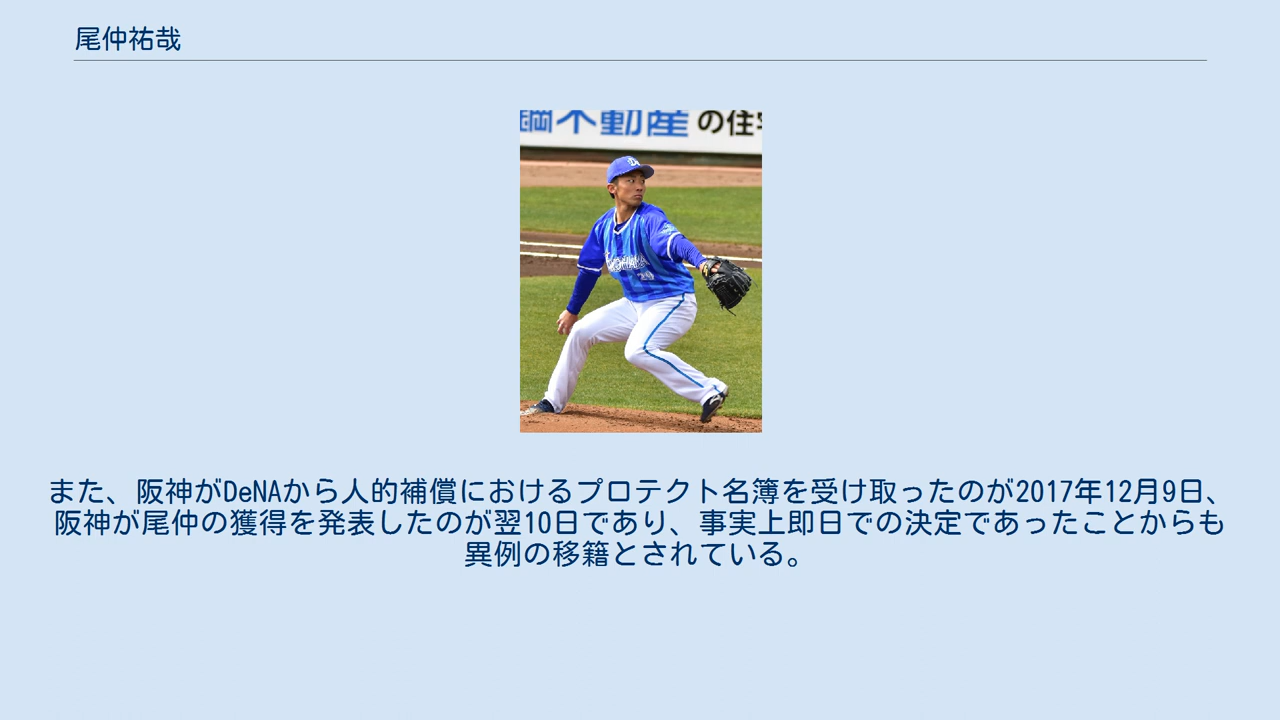 尾仲祐哉
不動産の住
また、阪神がDeNAから人的補償におけるプロテクト名簿を受け取ったのが2017年12月9日、
阪神が尾仲の獲得を発表したのが翌10日であり、事実上即日での決定であったことからも
異例の移籍とされている。